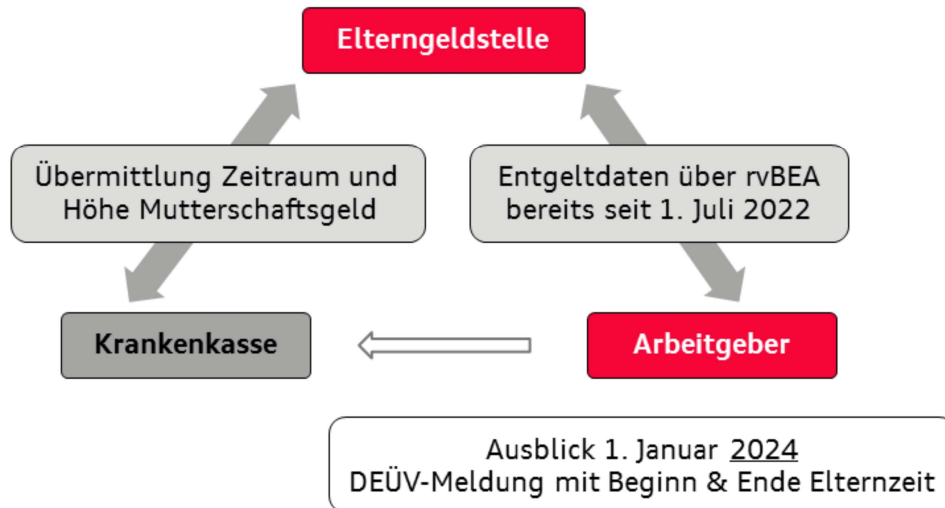 Elterngeldstelle
Übermittlung Zeitraum und
Höhe Mutterschaftsgeld
Entgeltdaten über rvBEA
bereits seit 1. Juli 2022
Krankenkasse
Arbeitgeber
Ausblick 1. Januar 2024
DEÜV-Meldung mit Beginn & Ende Elternzeit